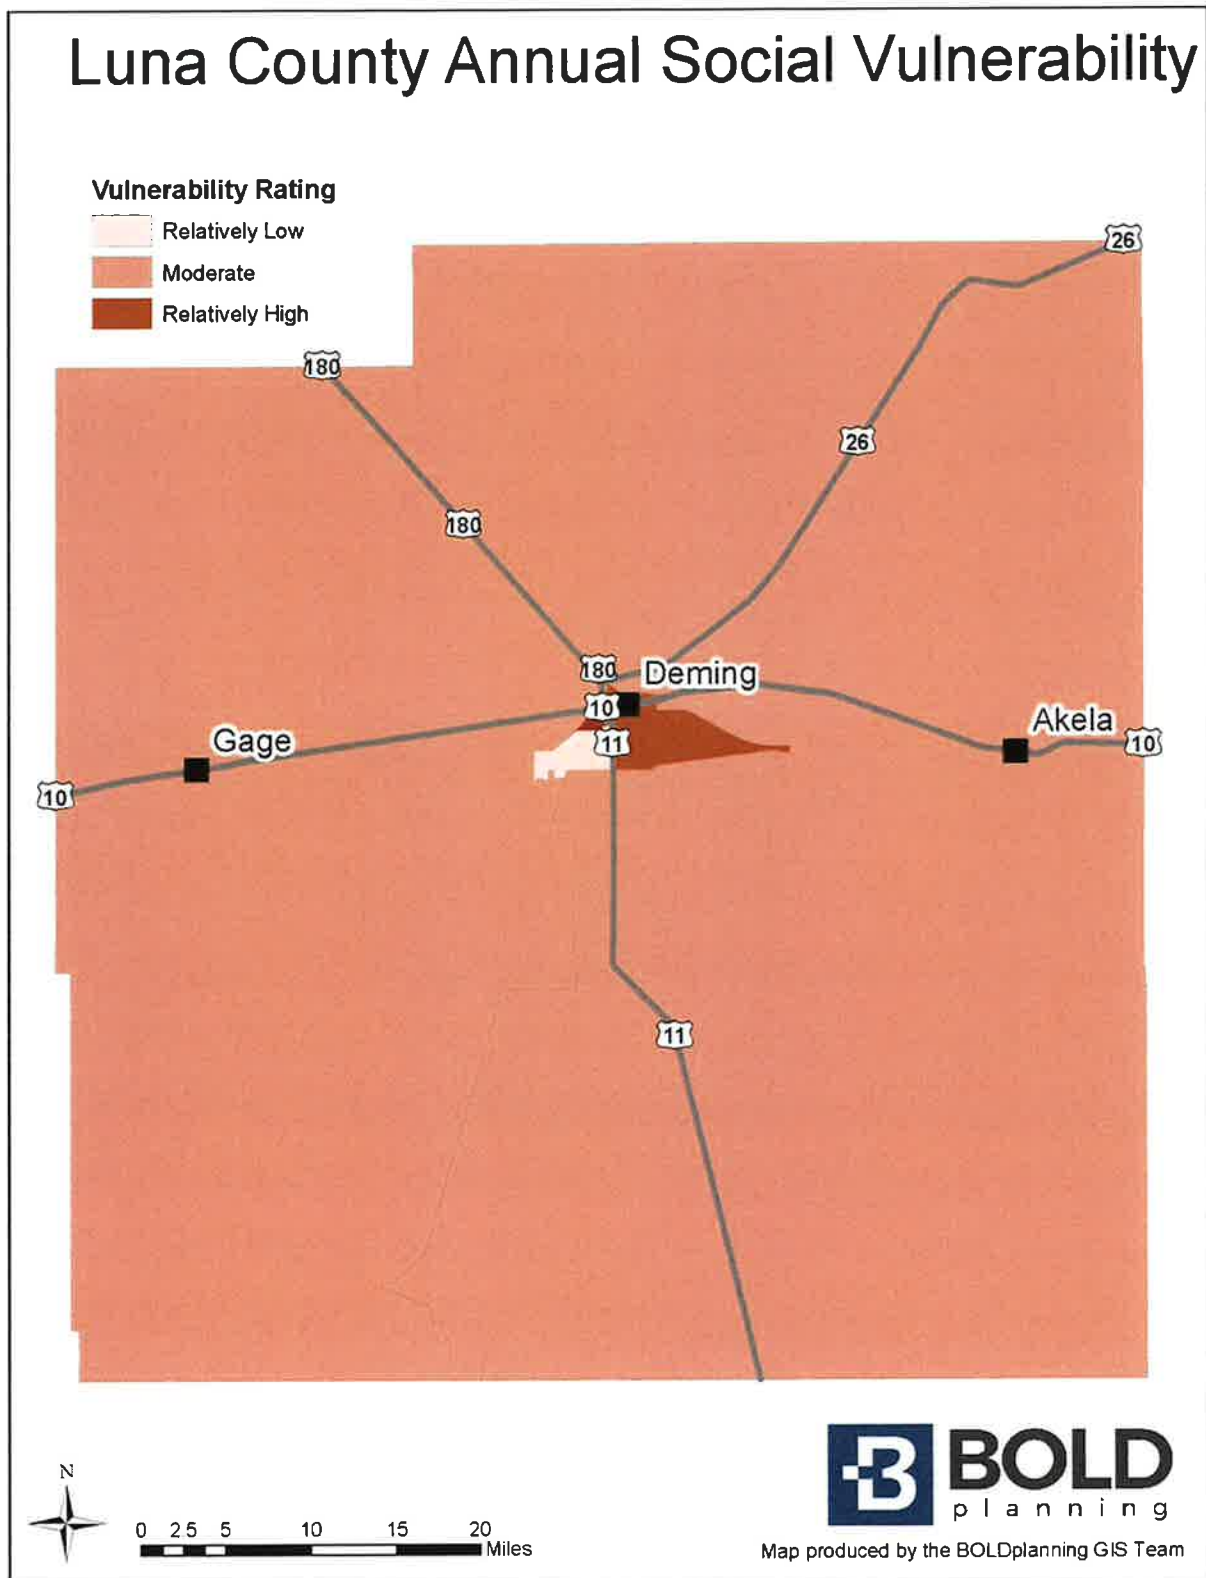 Luna County Annual Social Vulnerability
Vulnerability Rating
Relatively Low
Moderate
Relatively High
26
180
26
180
180
Deming
10
11
Gage
Akela
10
10
11
N
0 2.5 5 10 15 20
Miles
B BOLD
planning
Map produced by the BOLDplanning GIS Team